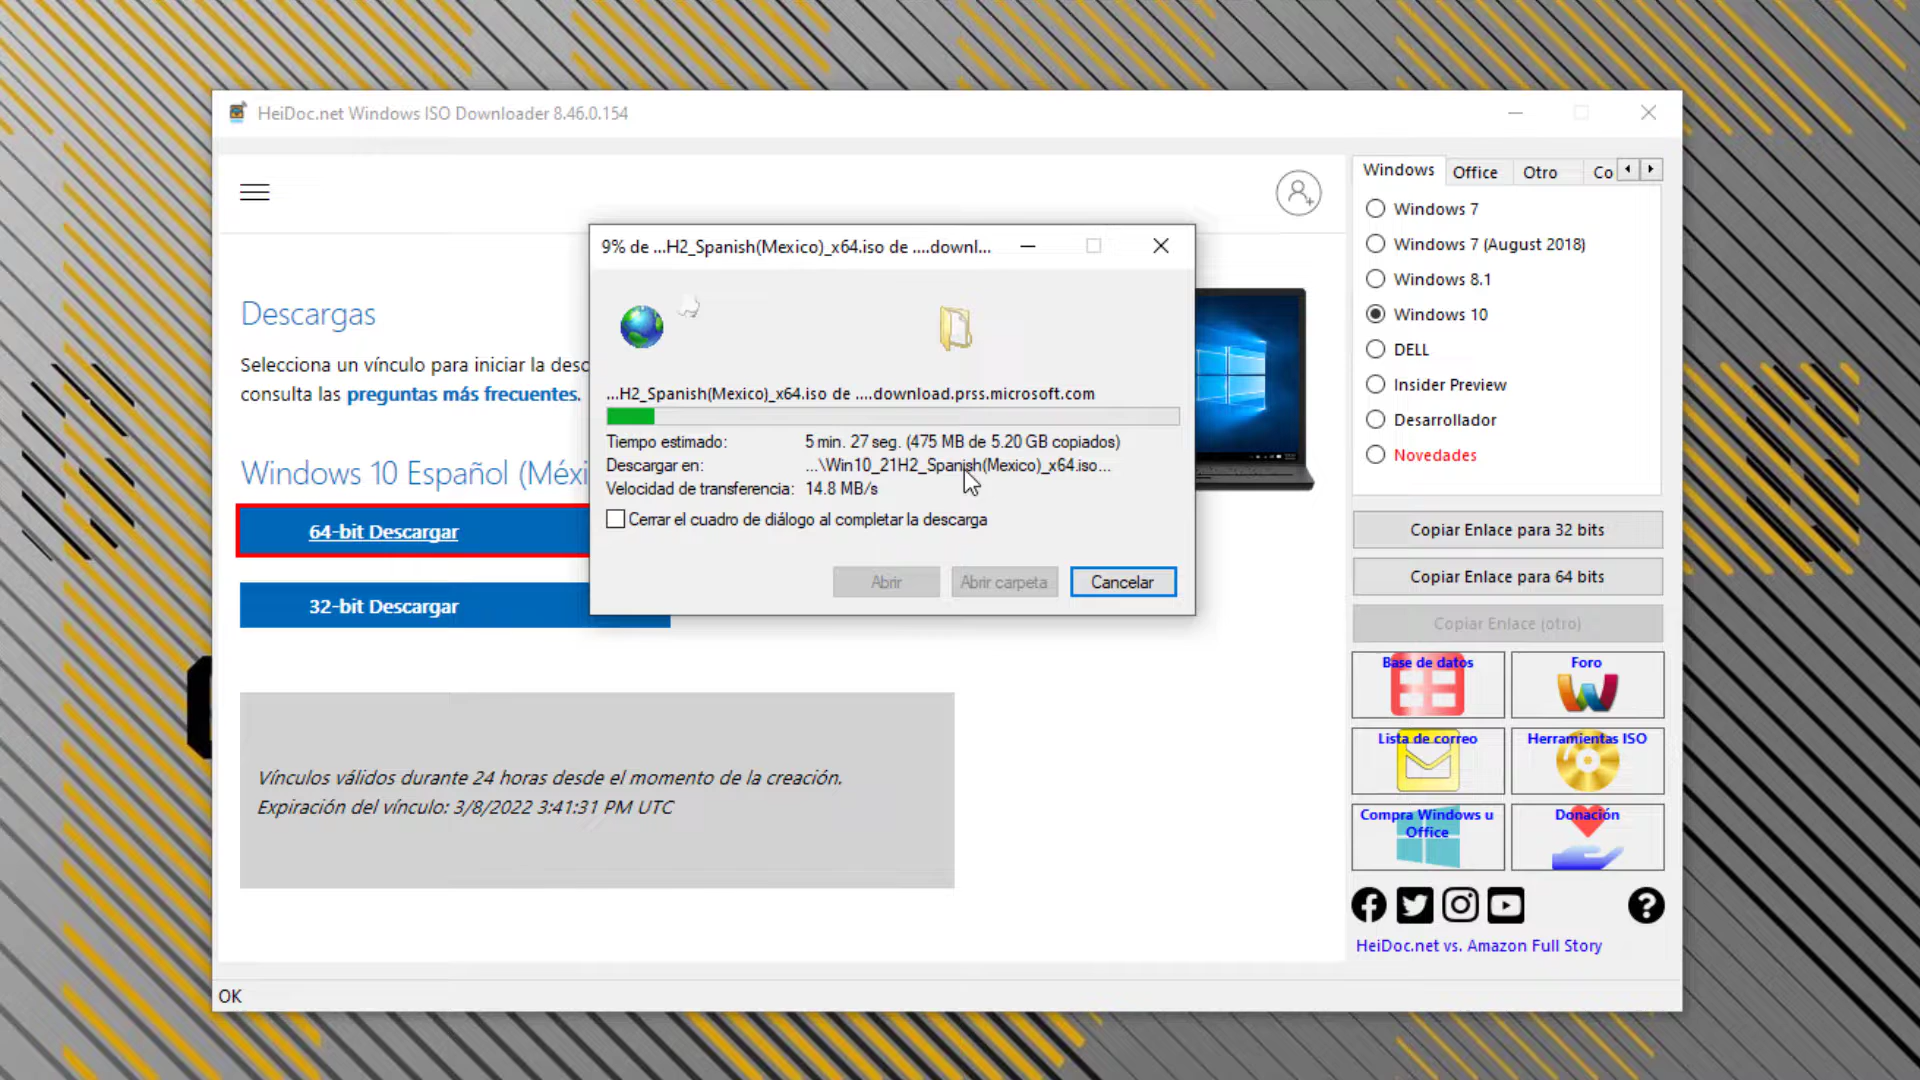 HeiDoc.net Windows ISO Downloader 8.46.0.154
Descargas
Selecciona un vínculo para iniciar la desc
consulta las preguntas más frecuentes.
Windows 10 Español (Méxi
64-bit Descargar
32-bit Descargar
Vínculos válidos durante 24 horas desde el momento de la creación.
Expiración del vínculo: 3/8/2022 3:41:31 PM UTC
9% de ...H2_Spanish(Mexico)_x64.iso de ....downl...
...H2_Spanish(Mexico)_x64.iso de ....download.prss.microsoft.com
Tiempo estimado: 5 min. 27 seg. (475 MB de 5.20 GB copiados)
Descargar en: ...\Win10_21H2_Spanish(Mexico)_x64.iso...
Velocidad de transferencia: 14.8 MB/s
Cerrar el cuadro de diálogo al completar la descarga
Abrir Abrir carpeta Cancelar
Windows Office Otro Co
Windows 7
Windows 7 (August 2018)
Windows 8.1
Windows 10
DELL
Insider Preview
Desarrollador
Novedades
Copiar Enlace para 32 bits
Copiar Enlace para 64 bits
Copiar Enlace (otro)
Base de datos Foro
Lista de correo Herramientas ISO
Compra Windows u
Office
Donación
HeiDoc.net vs. Amazon Full Story
OK